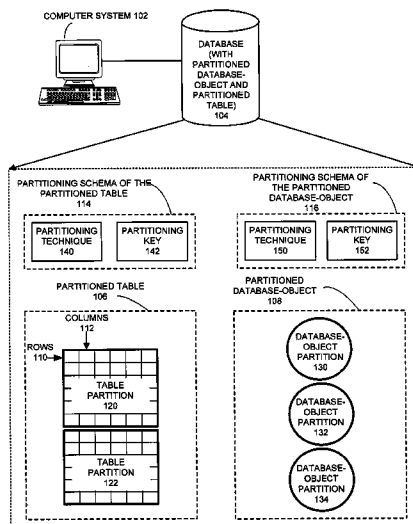 COMPUTER SYSTEM 102
DATABASE
(WITH
PARTITIONED
DATABASE-
OBJECT AND
PARTITIONED
TABLE)
104
PARTITIONING SCHEMA OF THE
PARTITIONED TABLE
114
PARTITIONING SCHEMA OF
THE PARTITIONED
DATABASE-OBJECT
116
PARTITIONING
TECHNIQUE
140
PARTITIONING
KEY
142
PARTITIONING
TECHNIQUE
150
PARTITIONING
KEY
152
PARTITIONED TABLE
106
PARTITIONED
DATABASE-OBJECT
108
COLUMNS
112
ROWS
110
TABLE
PARTITION
120
TABLE
PARTITION
122
DATABASE-
OBJECT
PARTITION
130
DATABASE-
OBJECT
PARTITION
132
DATABASE-
OBJECT
PARTITION
134